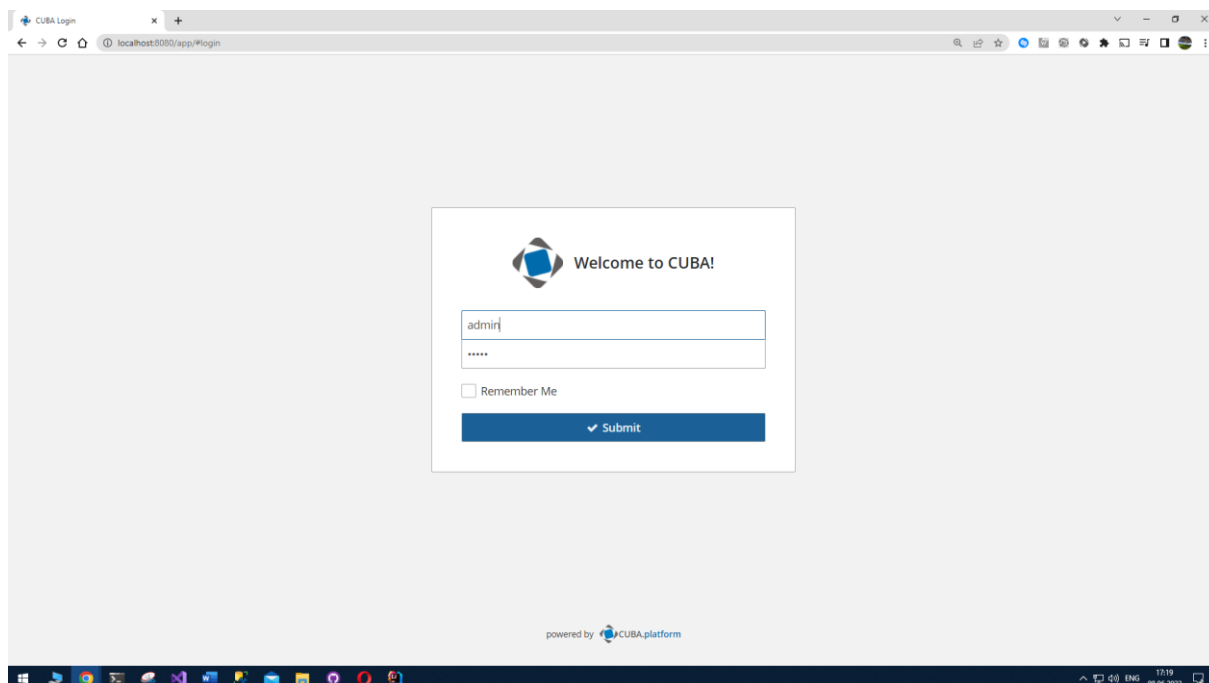 CUBA Login
localhost:8080/app/#login
Welcome to CUBA!
admin
•••••
Remember Me
Submit
powered by CUBA.platform
ENG
17:19